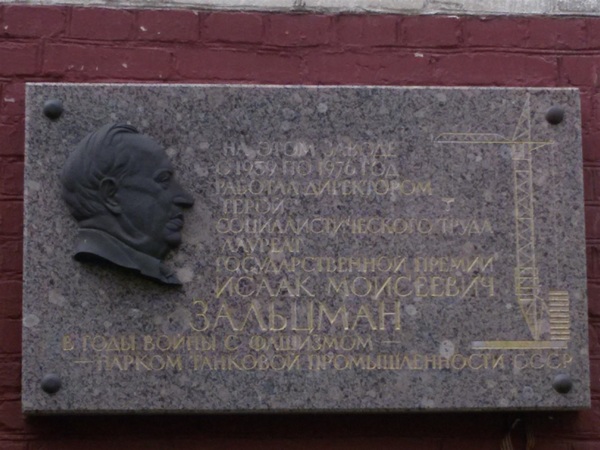 НА ЭТОМ ЗАВОДЕ
С 1959 ПО 1976 ГОД
РАБОТАЛ ДИРЕКТОРОМ
ГЕРОЙ
СОЦИАЛИСТИЧЕСКОГО ТРУДА
ЛАУРЕАТ
ГОСУДАРСТВЕННОЙ ПРЕМИИ
ИСААК МОИСЕЕВИЧ
ЗАЛЬЦМАН
В ГОДЫ ВОЙНЫ С ФАШИЗМОМ —
— НАРКОМ ТАНКОВОЙ ПРОМЫШЛЕННОСТИ СССР